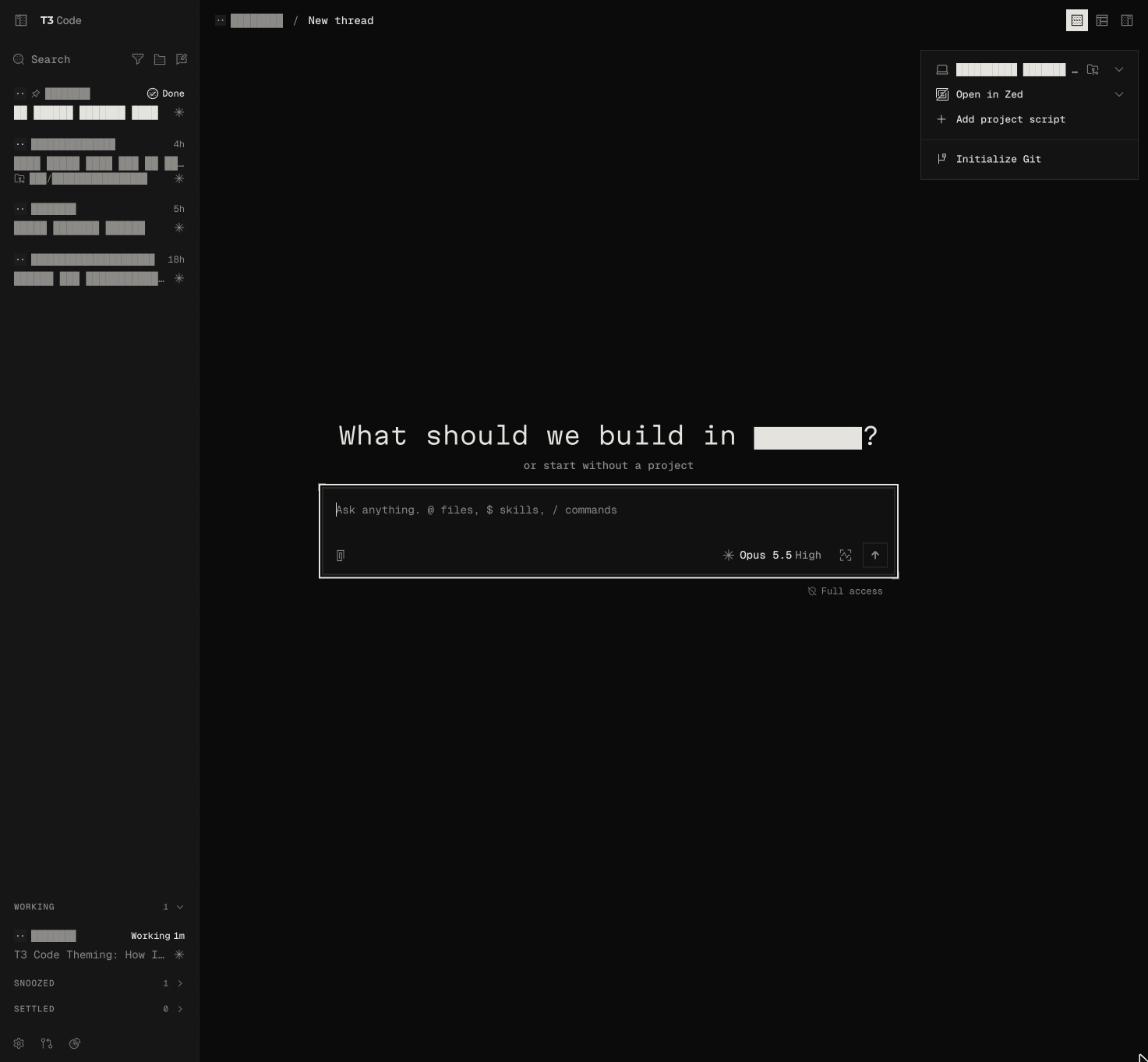 T3 Code
Search
Done
4h
/
5h
18h
WORKING 1
Working 1m
T3 Code Theming: How I…
SNOOZED 1
SETTLED 0
/ New thread
Open in Zed
Add project script
Initialize Git
What should we build in ?
or start without a project
Ask anything. @ files, $ skills, / commands
Opus 5.5 High
Full access